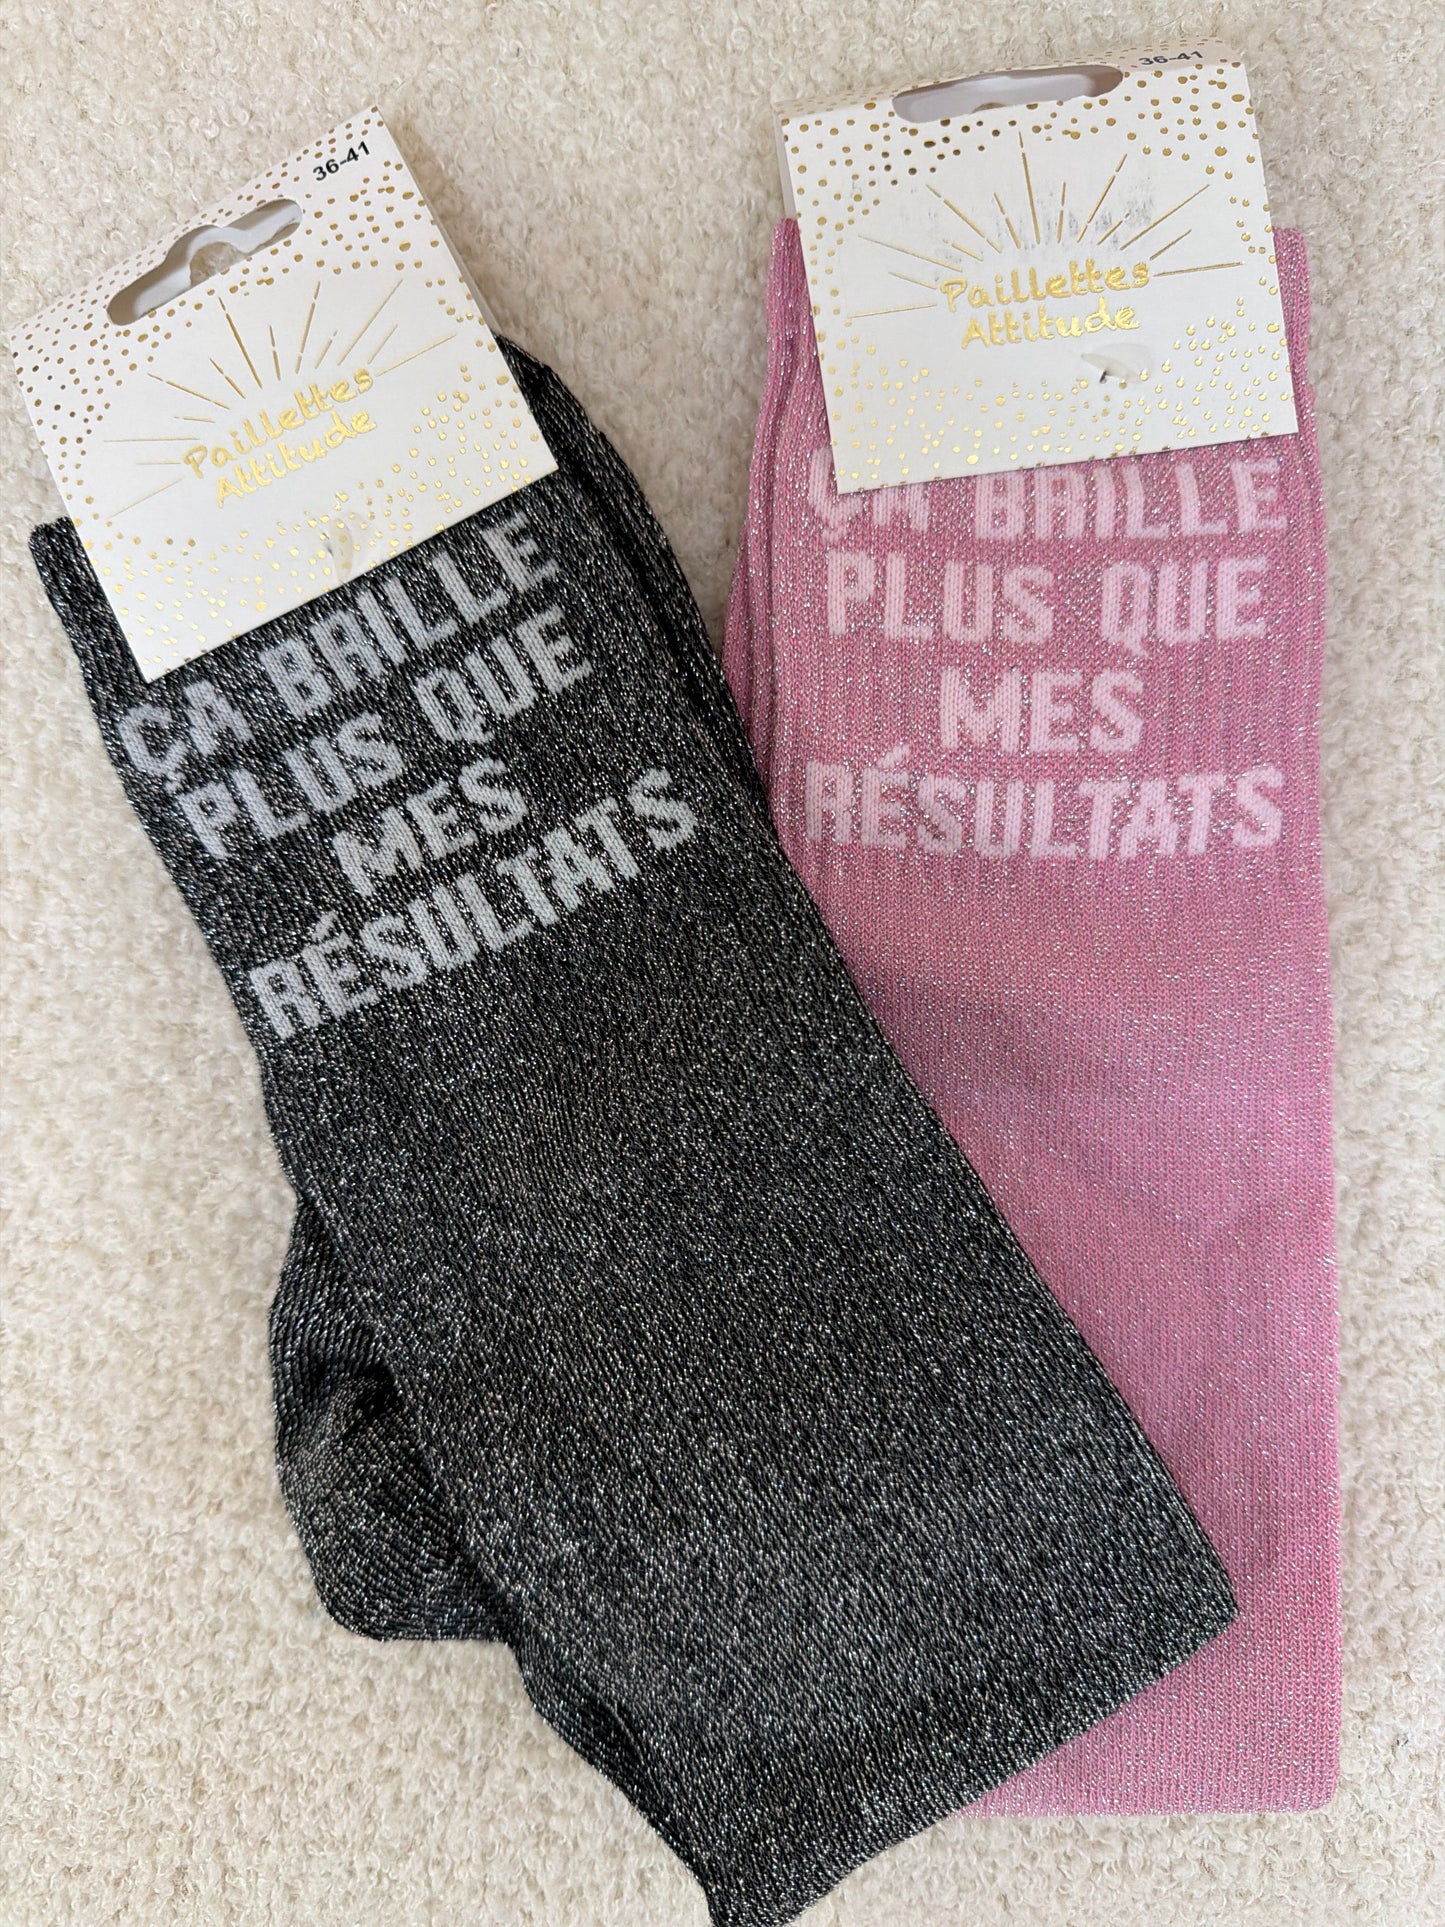 36-41
Paillettes
Attitude
ÇA BRILLE
PLUS QUE
MES
RÉSULTATS
36-41
Paillettes
Attitude
ÇA BRILLE
PLUS QUE
MES
RÉSULTATS